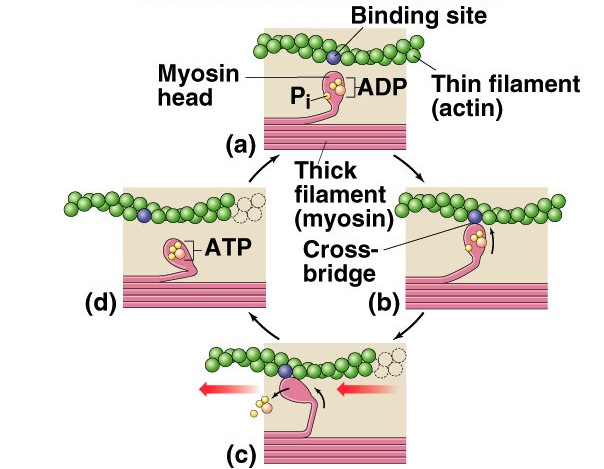 Binding site
Myosin
head
Pi
ADP
Thin filament
(actin)
(a)
Thick
filament
(myosin)
Cross-
bridge
(b)
ATP
(d)
(c)